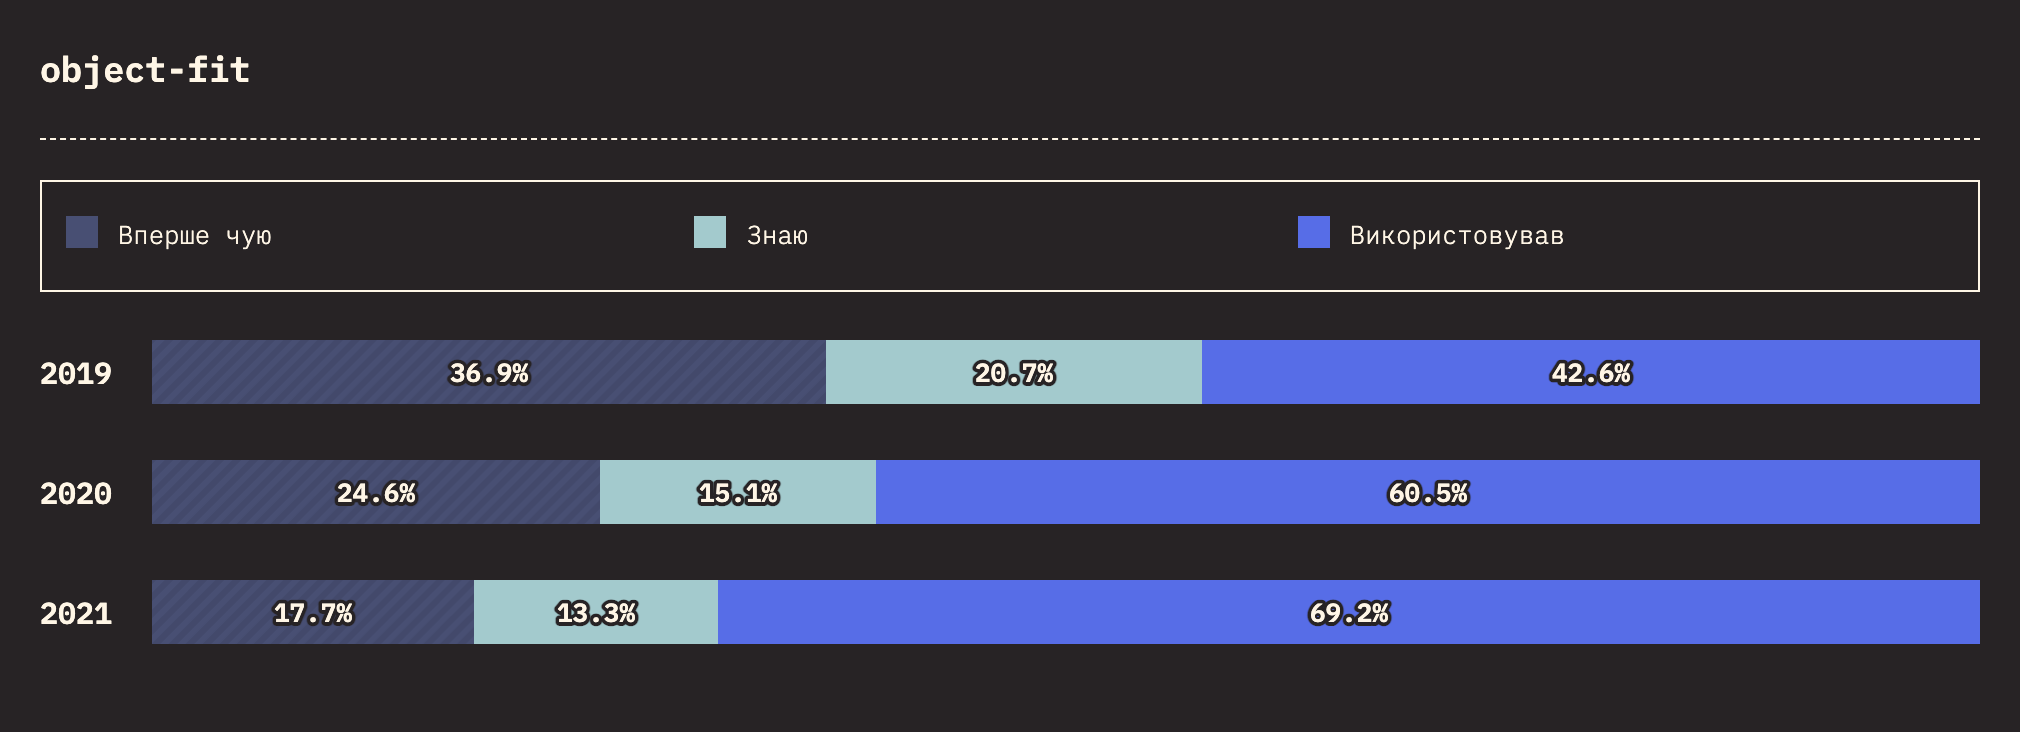 object-fit
Вперше чую Знаю Використовував
2019 36.9% 20.7% 42.6%
2020 24.6% 15.1% 60.5%
2021 17.7% 13.3% 69.2%